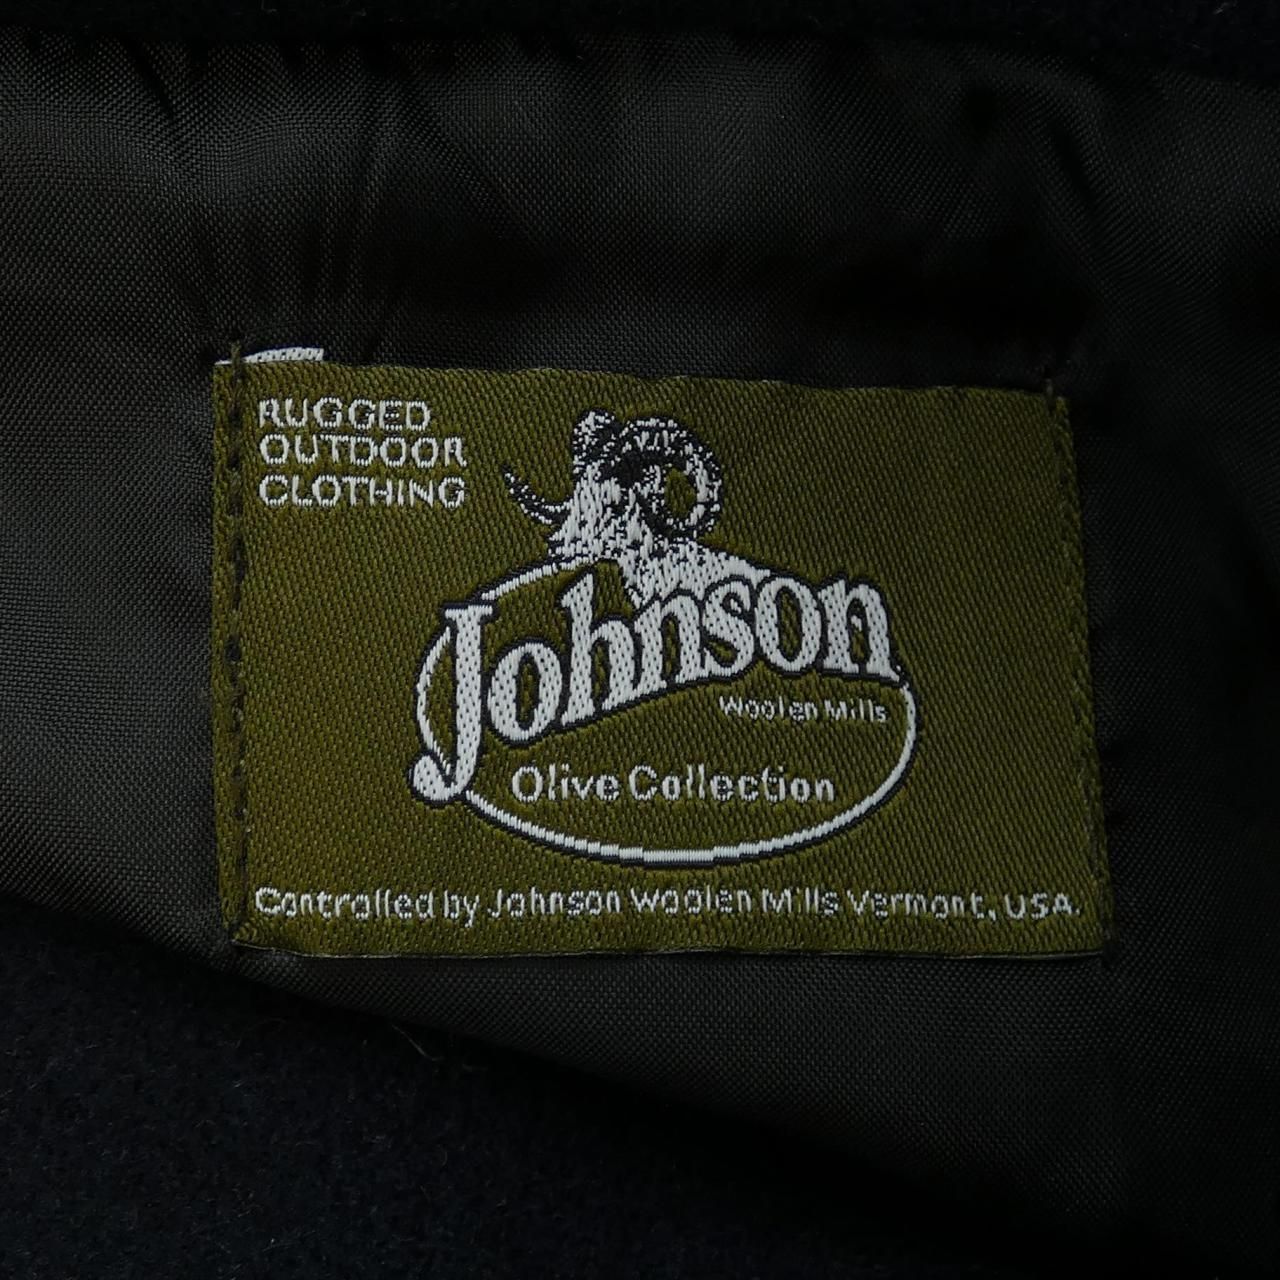 RUGGED
OUTDOOR
CLOTHING
Johnson
Woolen Mills
Olive Collection
Controlled by Johnson Woolen Mills Vermont, USA.